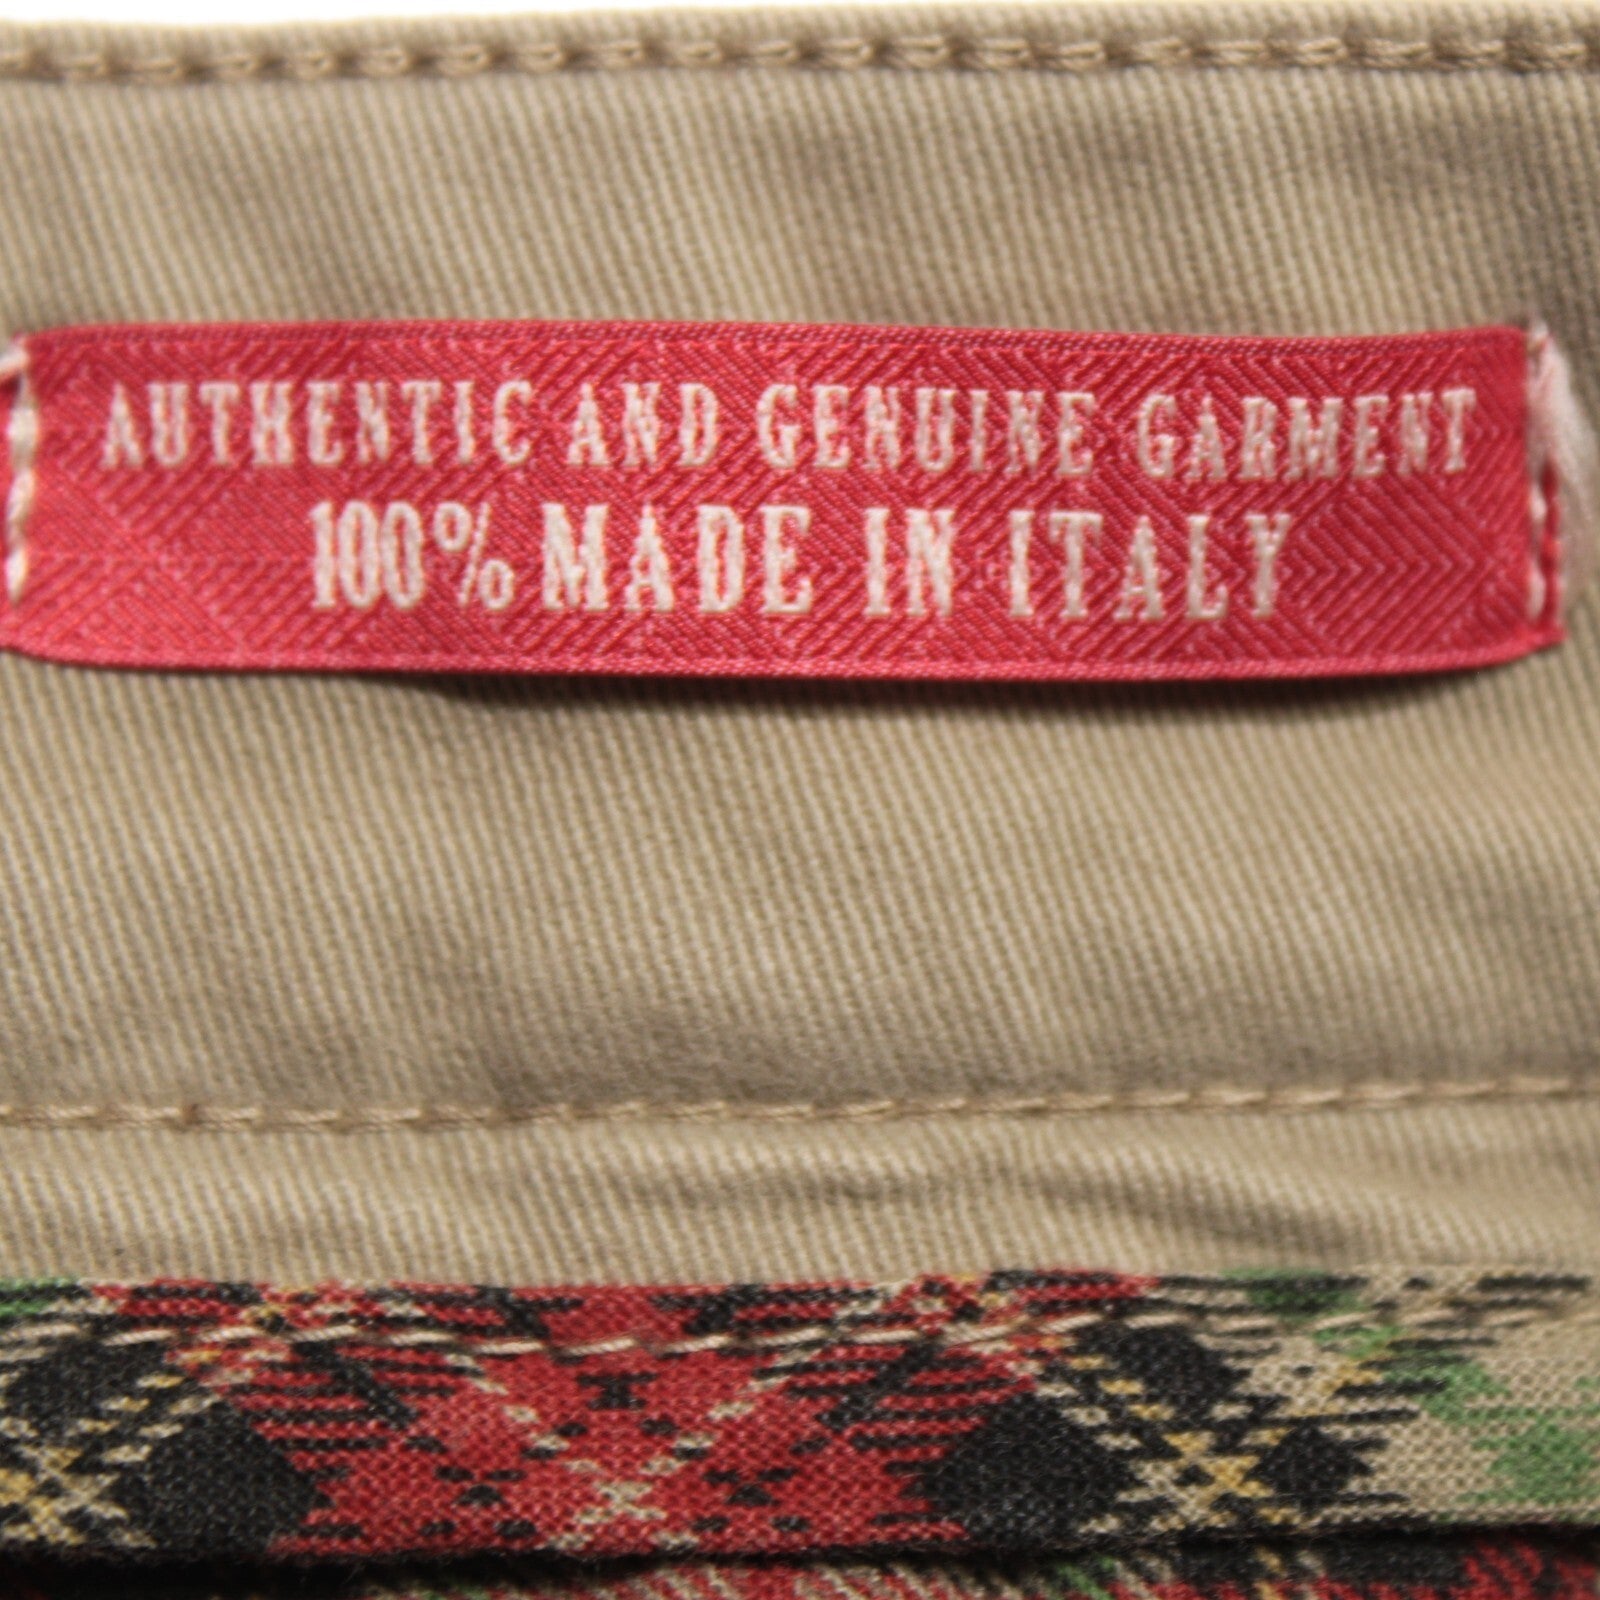 AUTHENTIC AND GENUINE GARMENT
100% MADE IN ITALY